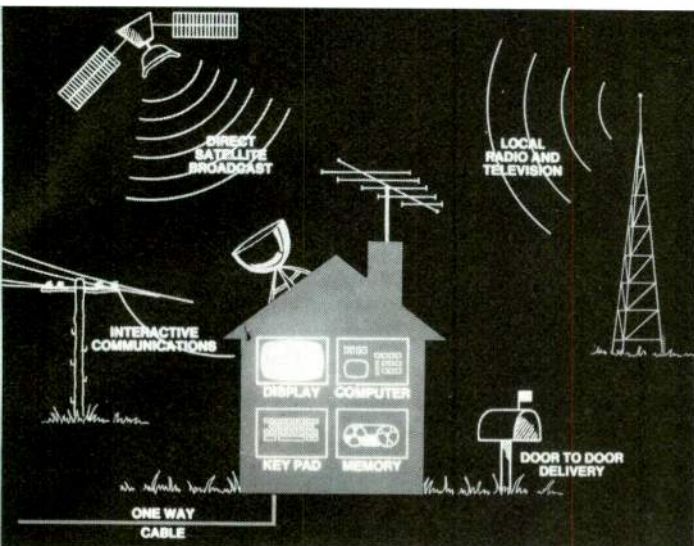 DIRECT
SATELLITE
BROADCAST
LOCAL
RADIO AND
TELEVISION
INTERACTIVE
COMMUNICATIONS
DISPLAY
COMPUTER
KEY PAD
MEMORY
DOOR TO DOOR
DELIVERY
ONE WAY
CABLE